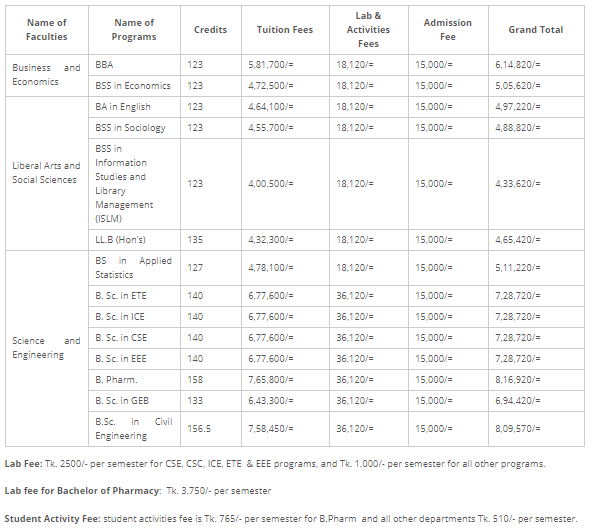 Name of Faculties Name of Programs Credits Tuition Fees Lab & Activities Fees Admission Fee Grand Total
Business and Economics BBA 123 5,81,700/= 18,120/= 15,000/= 6,14,820/=
BSS in Economics 123 4,72,500/= 18,120/= 15,000/= 5,05,620/=
Liberal Arts and Social Sciences BA in English 123 4,64,100/= 18,120/= 15,000/= 4,97,220/=
BSS in Sociology 123 4,55,700/= 18,120/= 15,000/= 4,88,820/=
BSS in Information Studies and Library Management (ISLM) 123 4,00,500/= 18,120/= 15,000/= 4,33,620/=
LL.B (Hon's) 135 4,32,300/= 18,120/= 15,000/= 4,65,420/=
Science and Engineering BS in Applied Statistics 127 4,78,100/= 18,120/= 15,000/= 5,11,220/=
B. Sc. in ETE 140 6,77,600/= 36,120/= 15,000/= 7,28,720/=
B. Sc. in ICE 140 6,77,600/= 36,120/= 15,000/= 7,28,720/=
B. Sc. in CSE 140 6,77,600/= 36,120/= 15,000/= 7,28,720/=
B. Sc. in EEE 140 6,77,600/= 36,120/= 15,000/= 7,28,720/=
B. Pharm. 158 7,65,800/= 36,120/= 15,000/= 8,16,920/=
B. Sc. in GEB 133 6,43,300/= 36,120/= 15,000/= 6,94,420/=
B.Sc. in Civil Engineering 156.5 7,58,450/= 36,120/= 15,000/= 8,09,570/=
Lab Fee: Tk. 2500/- per semester for CSE, CSC, ICE, ETE & EEE programs, and Tk. 1,000/- per semester for all other programs.
Lab fee for Bachelor of Pharmacy: Tk. 3,750/- per semester
Student Activity Fee: student activities fee is Tk. 765/- per semester for B.Pharm and all other departments Tk. 510/- per semester.